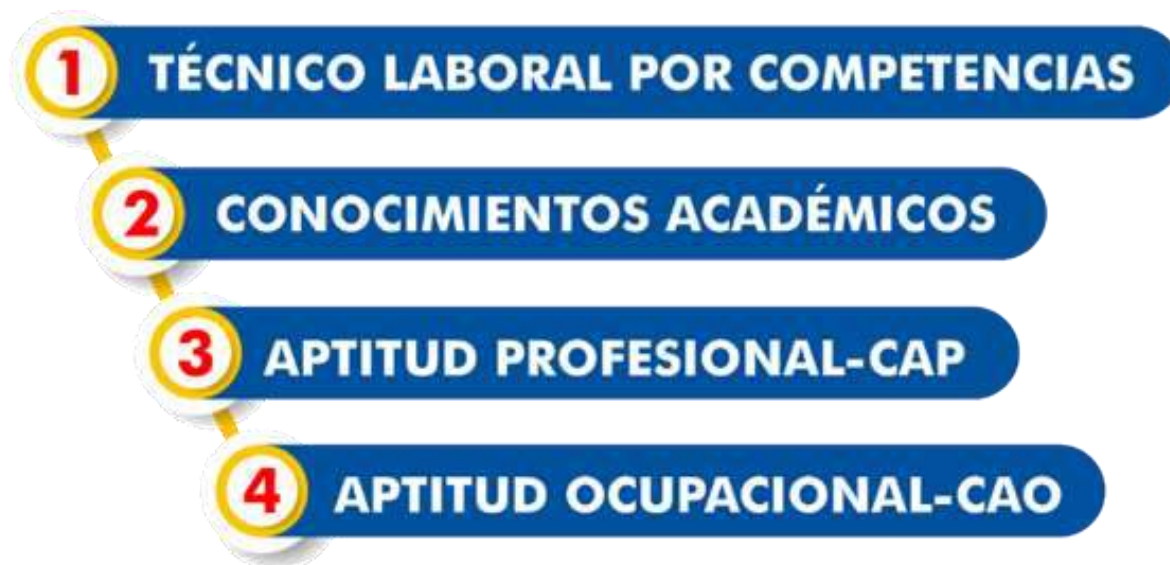 1 TÉCNICO LABORAL POR COMPETENCIAS
2 CONOCIMIENTOS ACADÉMICOS
3 APTITUD PROFESIONAL-CAP
4 APTITUD OCUPACIONAL-CAO